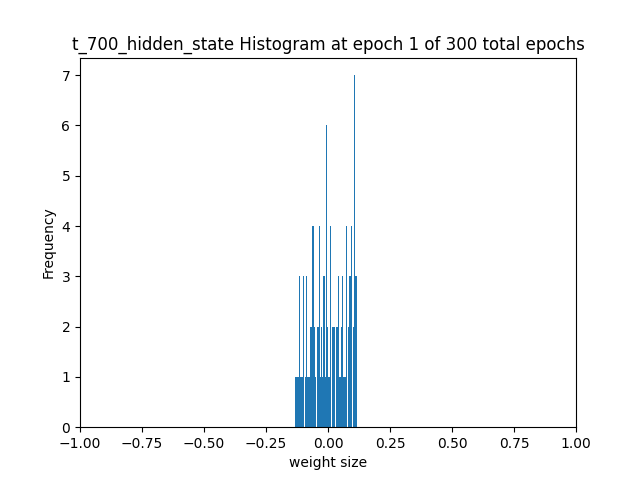 t_700_hidden_state Histogram at epoch 1 of 300 total epochs
7
6
5
4
3
2
1
0
Frequency
−1.00 −0.75 −0.50 −0.25 0.00 0.25 0.50 0.75 1.00
weight size